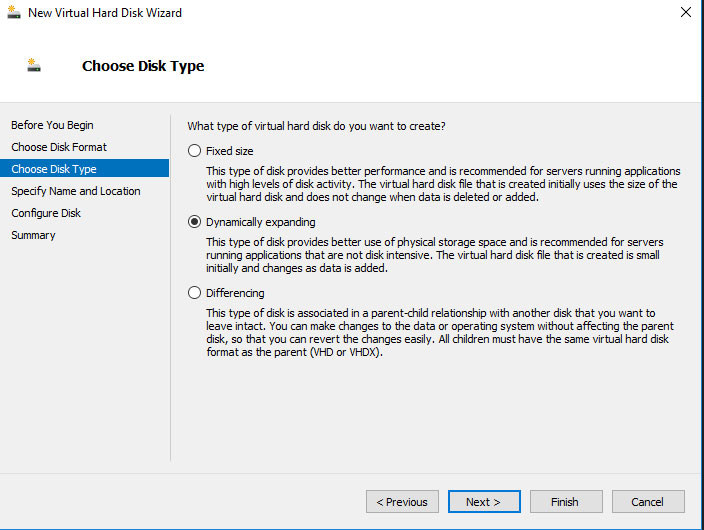 New Virtual Hard Disk Wizard
Choose Disk Type
Before You Begin
Choose Disk Format
Choose Disk Type
Specify Name and Location
Configure Disk
Summary
What type of virtual hard disk do you want to create?
Fixed size
This type of disk provides better performance and is recommended for servers running applications
with high levels of disk activity. The virtual hard disk file that is created initially uses the size of the
virtual hard disk and does not change when data is deleted or added.
Dynamically expanding
This type of disk provides better use of physical storage space and is recommended for servers
running applications that are not disk intensive. The virtual hard disk file that is created is small
initially and changes as data is added.
Differencing
This type of disk is associated in a parent-child relationship with another disk that you want to
leave intact. You can make changes to the data or operating system without affecting the parent
disk, so that you can revert the changes easily. All children must have the same virtual hard disk
format as the parent (VHD or VHDX).
< Previous
Next >
Finish
Cancel